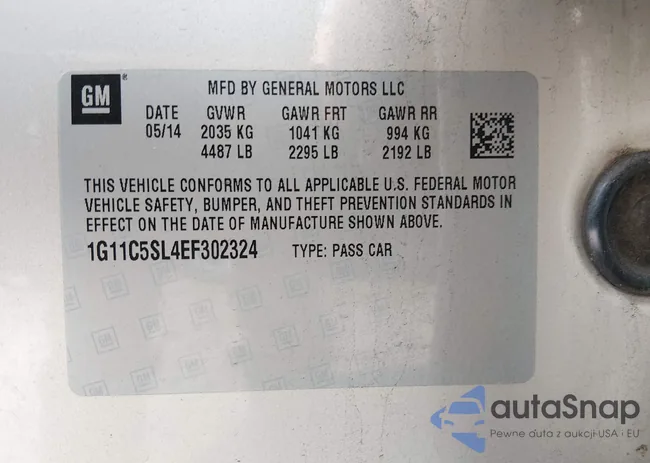 GM ®
MFD BY GENERAL MOTORS LLC
DATE GVWR GAWR FRT GAWR RR
05/14 2035 KG 1041 KG 994 KG
4487 LB 2295 LB 2192 LB
THIS VEHICLE CONFORMS TO ALL APPLICABLE U.S. FEDERAL MOTOR
VEHICLE SAFETY, BUMPER, AND THEFT PREVENTION STANDARDS IN
EFFECT ON THE DATE OF MANUFACTURE SHOWN ABOVE.
1G11C5SL4EF302324 TYPE: PASS CAR
autoSnap
Pewne auta z aukcji USA i EU